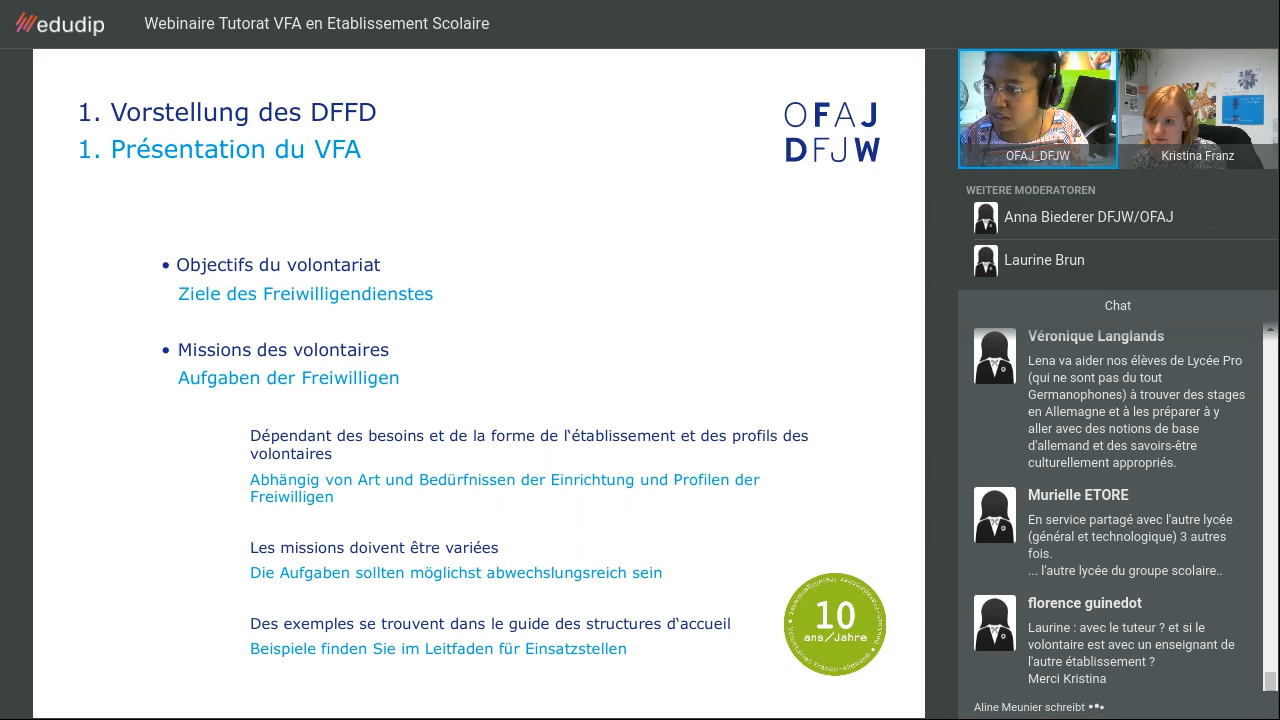 edudip
Webinaire Tutorat VFA en Etablissement Scolaire
1. Vorstellung des DFFD
1. Présentation du VFA
OFAJ
DFJW
• Objectifs du volontariat
Ziele des Freiwilligendienstes
• Missions des volontaires
Aufgaben der Freiwilligen
Dépendant des besoins et de la forme de l‘établissement et des profils des
volontaires
Abhängig von Art und Bedürfnissen der Einrichtung und Profilen der
Freiwilligen
Les missions doivent être variées
Die Aufgaben sollten möglichst abwechslungsreich sein
Des exemples se trouvent dans le guide des structures d‘accueil
Beispiele finden Sie im Leitfaden für Einsatzstellen
10
ans/Jahre
OFAJ_DFJW
Kristina Franz
WEITERE MODERATOREN
Anna Biederer DFJW/OFAJ
Laurine Brun
Chat
Véronique Langlands
Lena va aider nos élèves de Lycée Pro
(qui ne sont pas du tout
Germanophones) à trouver des stages
en Allemagne et à les préparer à y
aller avec des notions de base
d'allemand et des savoirs-être
culturellement appropriés.
Murielle ETORE
En service partagé avec l'autre lycée
(général et technologique) 3 autres
fois.
... l'autre lycée du groupe scolaire..
florence guinedot
Laurine : avec le tuteur ? et si le
volontaire est avec un enseignant de
l'autre établissement ?
Merci Kristina
Aline Meunier schreibt